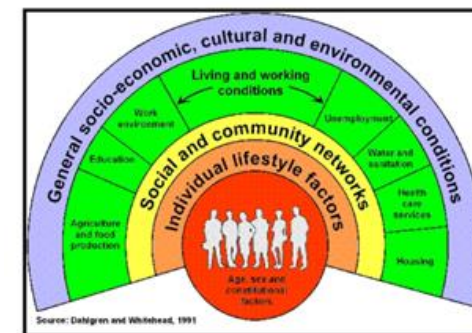 General socio-economic, cultural and environmental conditions
Living and working
conditions
Agriculture
and food
production
Education
Work
environment
Unemployment
Water and
sanitation
Health
care
services
Housing
Social and community networks
Individual lifestyle factors
Age, sex and
constitutional
factors
Source: Dahlgren and Whitehead, 1991